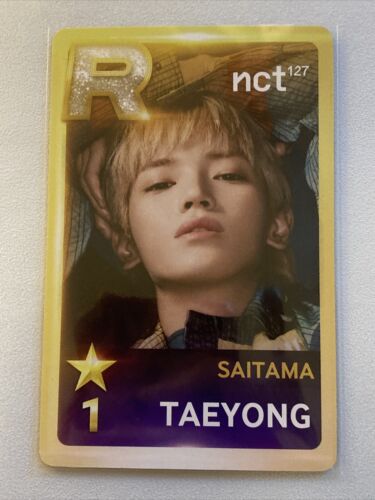 R
nct127
SAITAMA
1
TAEYONG